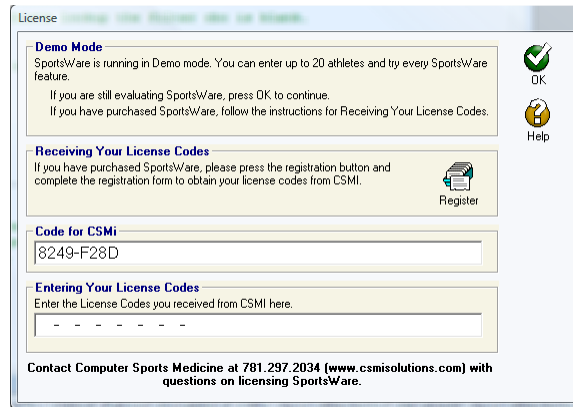 License
Demo Mode
SportsWare is running in Demo mode. You can enter up to 20 athletes and try every SportsWare
feature.
If you are still evaluating SportsWare, press OK to continue.
If you have purchased SportsWare, follow the instructions for Receiving Your License Codes.
OK
Help
Receiving Your License Codes
If you have purchased SportsWare, please press the registration button and
complete the registration form to obtain your license codes from CSMI.
Register
Code for CSMi
8249-F28D
Entering Your License Codes
Enter the License Codes you received from CSMI here.
- - - - - - -
Contact Computer Sports Medicine at 781.297.2034 (www.csmisolutions.com) with
questions on licensing SportsWare.